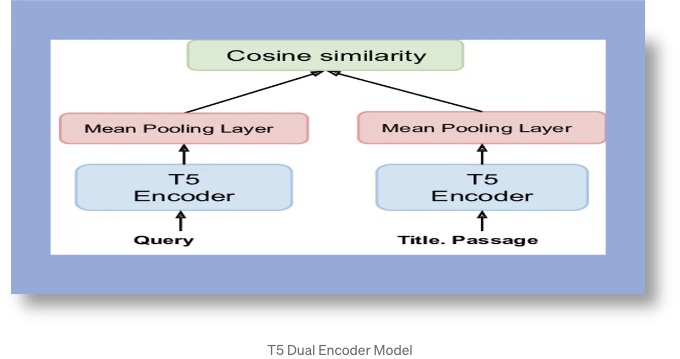 Cosine similarity
Mean Pooling Layer
Mean Pooling Layer
T5
Encoder
T5
Encoder
Query
Title. Passage
T5 Dual Encoder Model